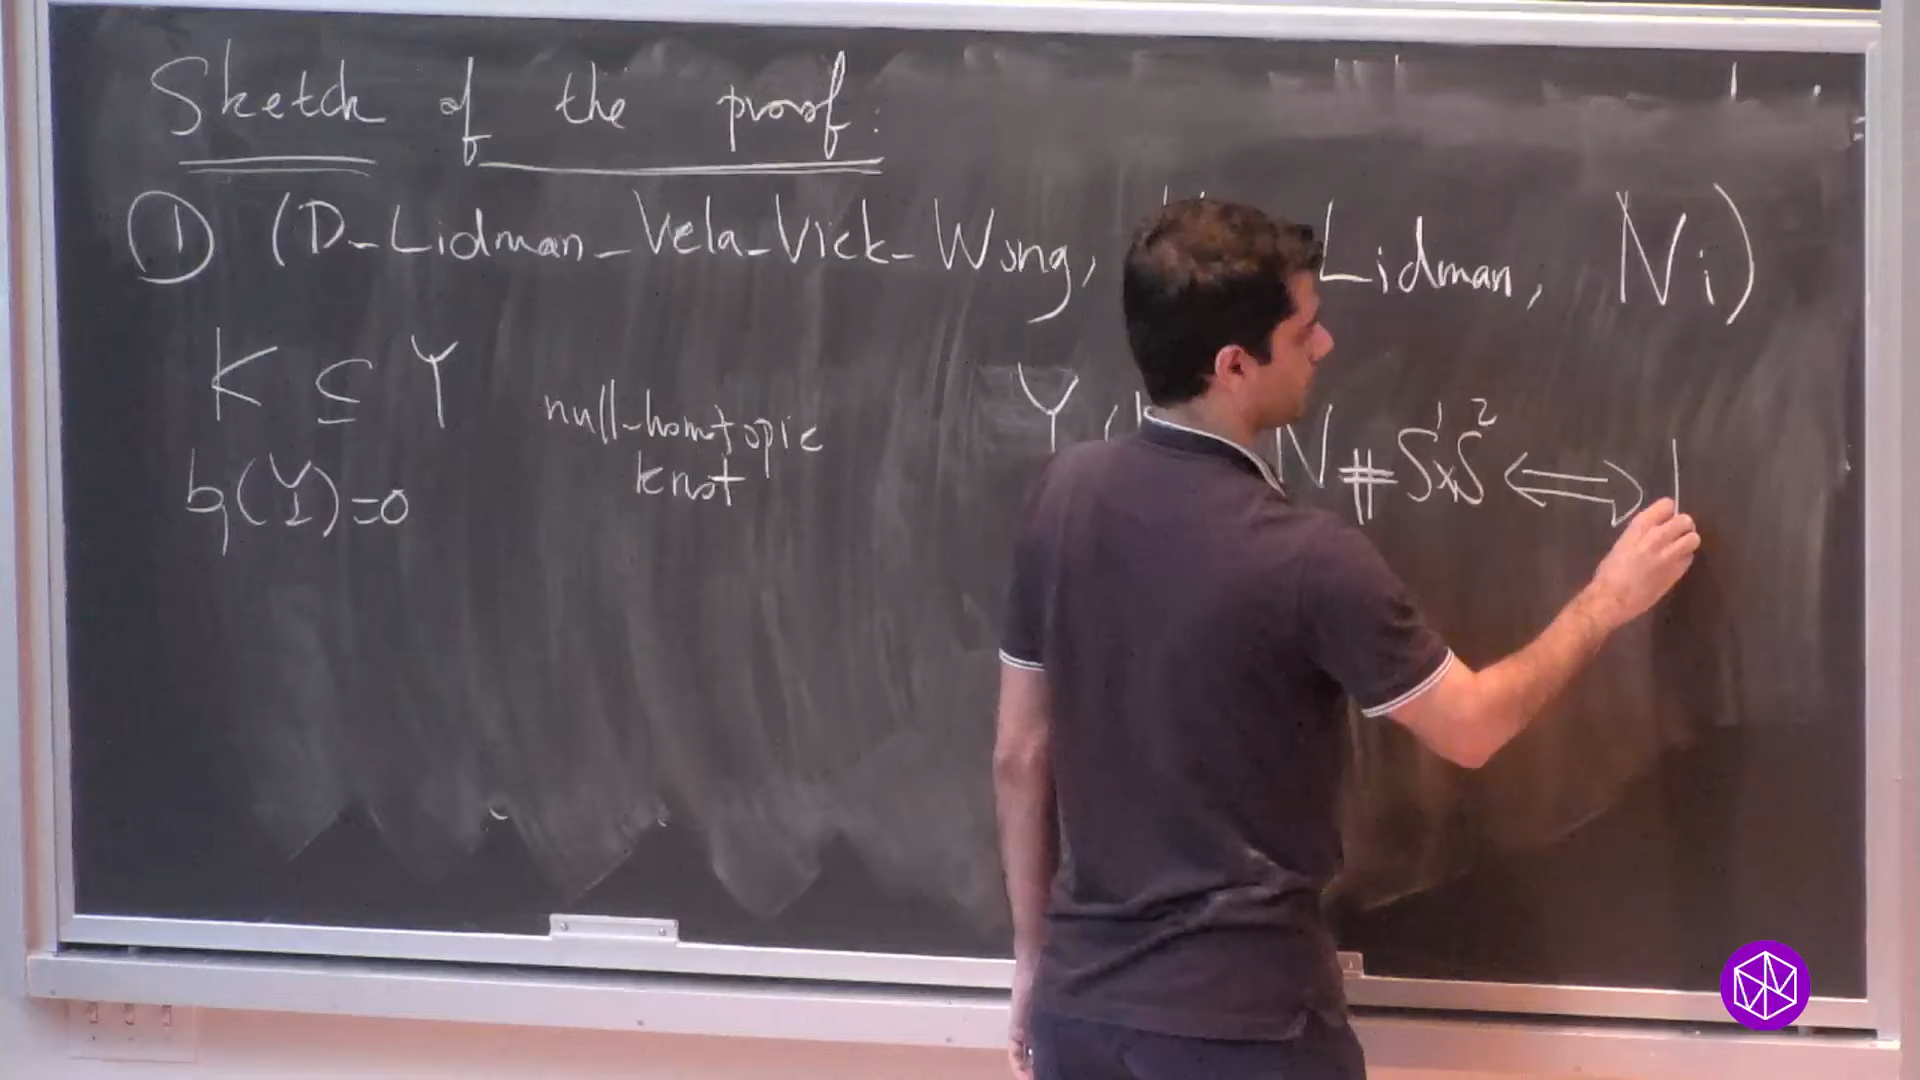 Sketch of the proof:
① (D-Lidman-Vela-Vick-Wong, Lidman, Ni)
K ⊆ Y null-homotopic knot
b₁(Y)=0
Y N # S¹×S² ⟺